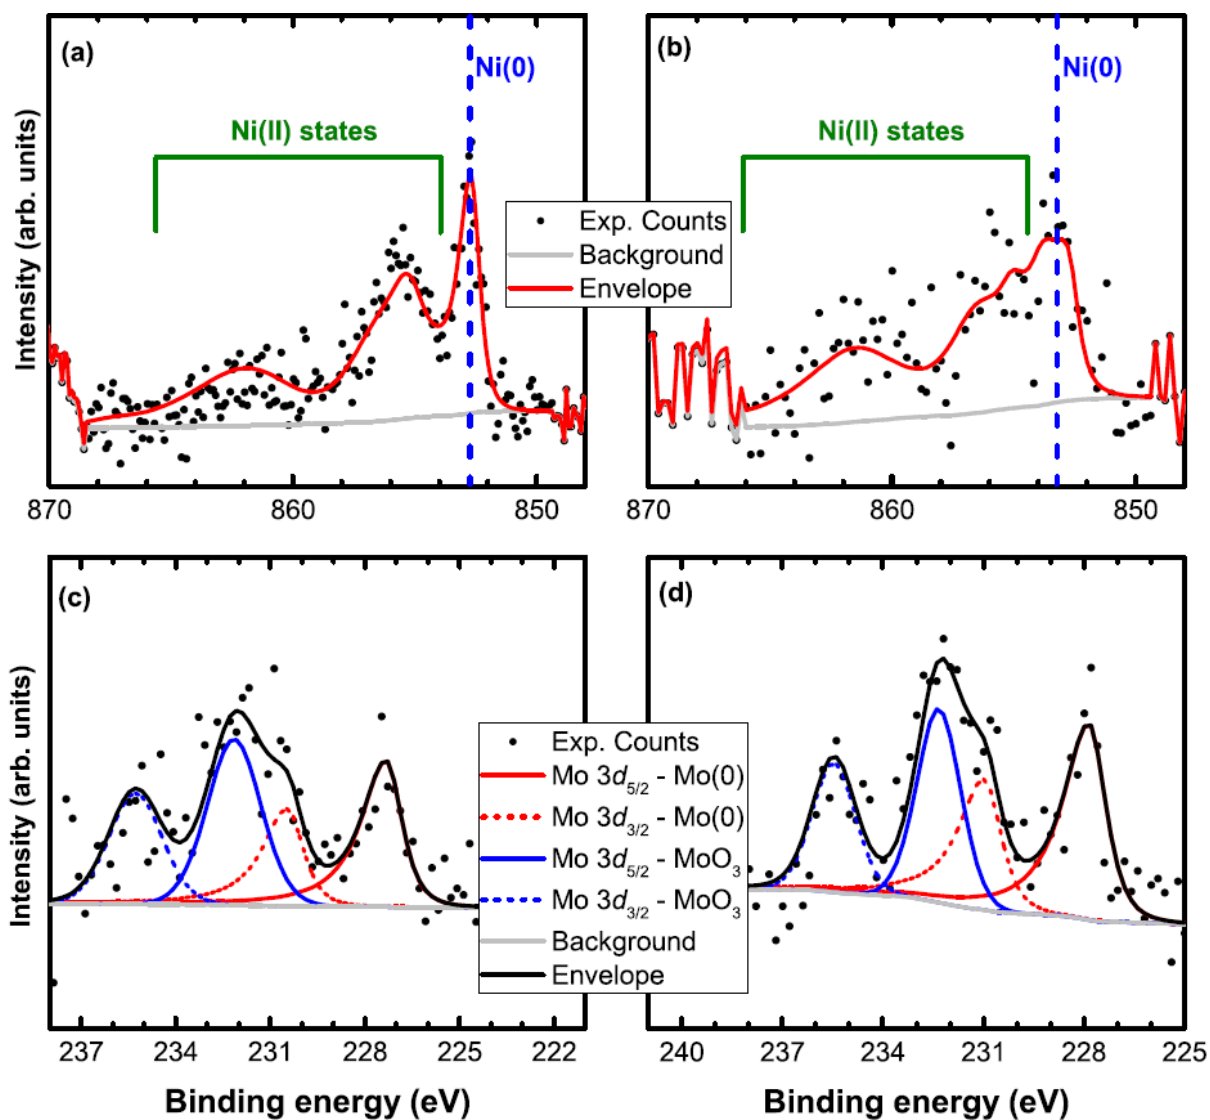 (a)
Ni(0)
Ni(II) states
(b)
Ni(0)
Ni(II) states
Exp. Counts
Background
Envelope
Intensity (arb. units)
870 860 850
870 860 850
(c)
(d)
Exp. Counts
Mo 3d5/2 - Mo(0)
Mo 3d3/2 - Mo(0)
Mo 3d5/2 - MoO3
Mo 3d3/2 - MoO3
Background
Envelope
Intensity (arb. units)
237 234 231 228 225 222
240 237 234 231 228 225
Binding energy (eV)
Binding energy (eV)